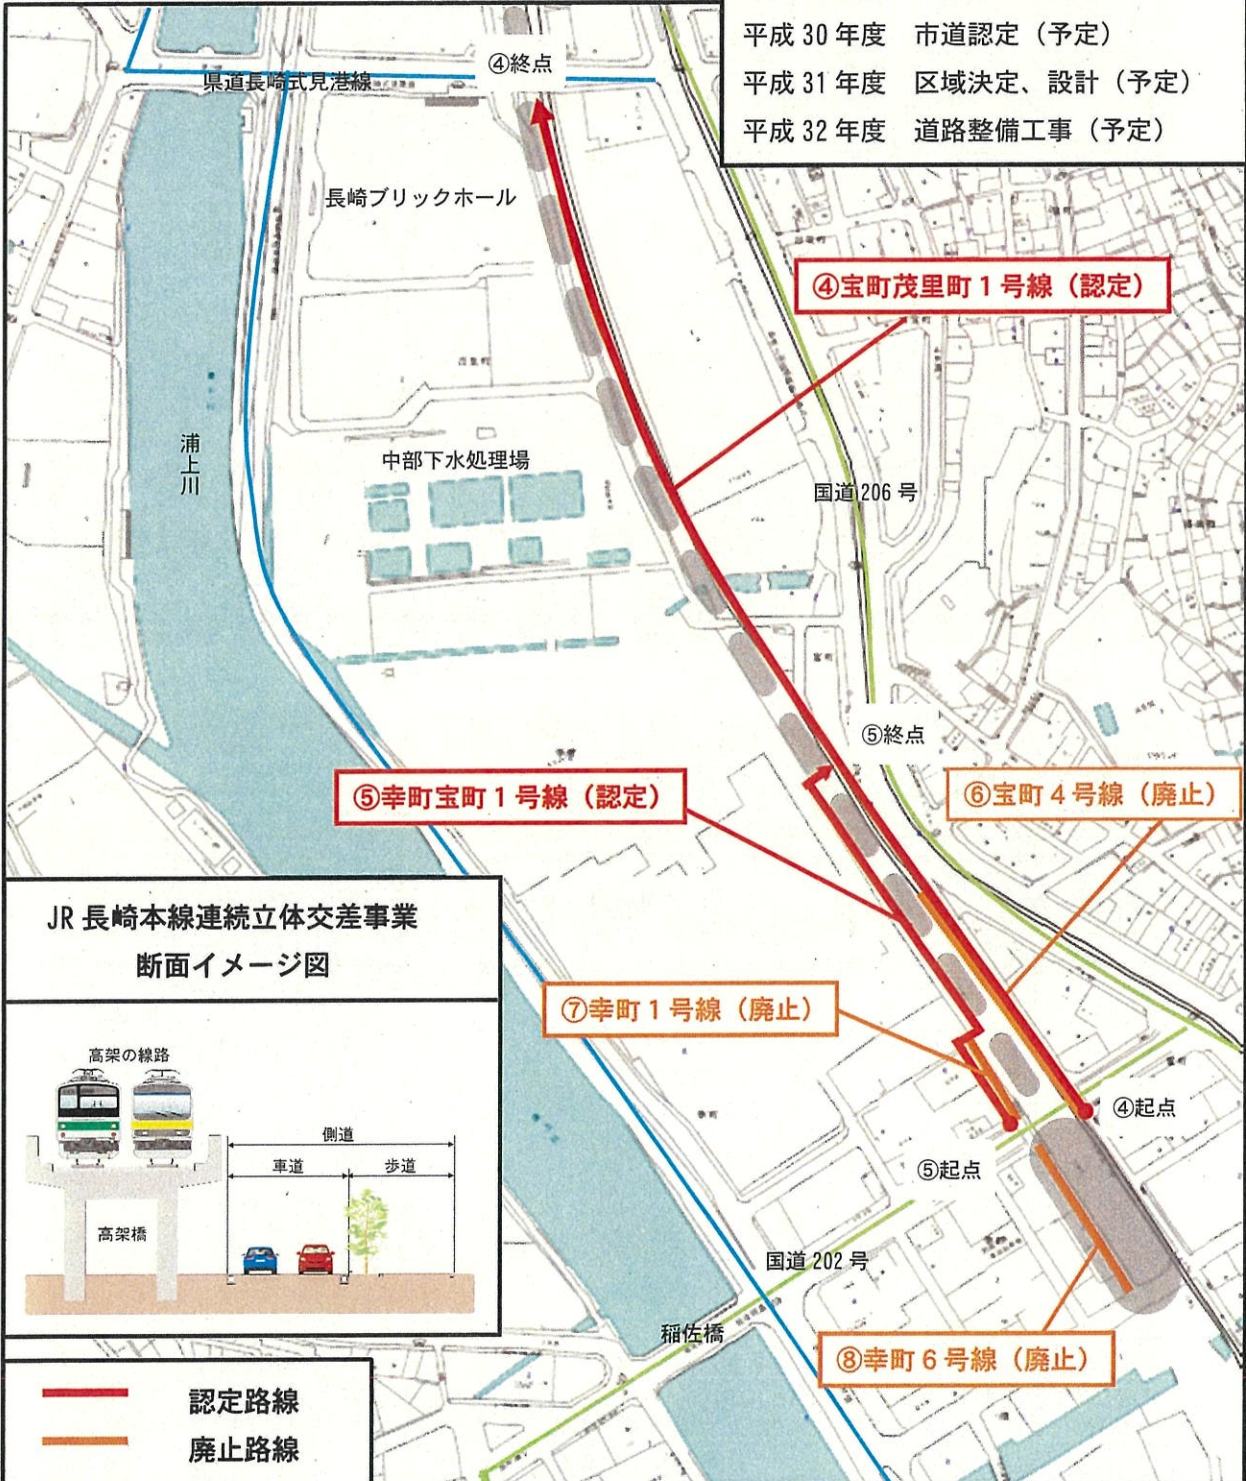 平成 30 年度　市道認定（予定）
平成 31 年度　区域決定、設計（予定）
平成 32 年度　道路整備工事（予定）
④終点
県道長崎式見港線
長崎ブリックホール
④宝町茂里町１号線（認定）
浦上川
中部下水処理場
国道 206 号
⑤終点
⑤幸町宝町１号線（認定）
⑥宝町４号線（廃止）
JR 長崎本線連続立体交差事業
断面イメージ図
高架の線路
側道
車道
歩道
高架橋
⑦幸町１号線（廃止）
④起点
⑤起点
国道 202 号
稲佐橋
⑧幸町６号線（廃止）
認定路線
廃止路線